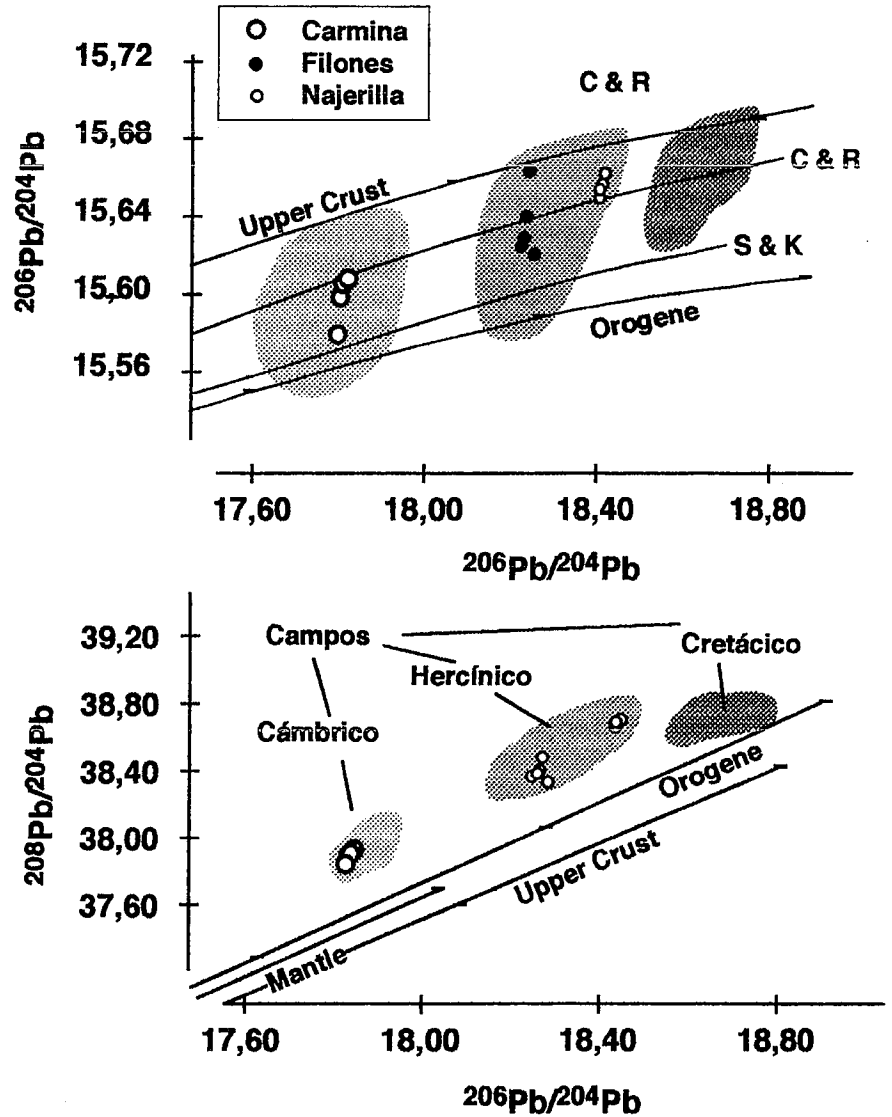 Carmina
Filones
Najerilla
15,72
15,68
15,64
15,60
15,56
206Pb/204Pb
C & R
Upper Crust
C & R
S & K
Orogene
17,60 18,00 18,40 18,80
206Pb/204Pb
39,20
38,80
38,40
38,00
37,60
208Pb/204Pb
Campos
Cretácico
Hercínico
Cámbrico
Orogene
Upper Crust
Mantle
17,60 18,00 18,40 18,80
206Pb/204Pb